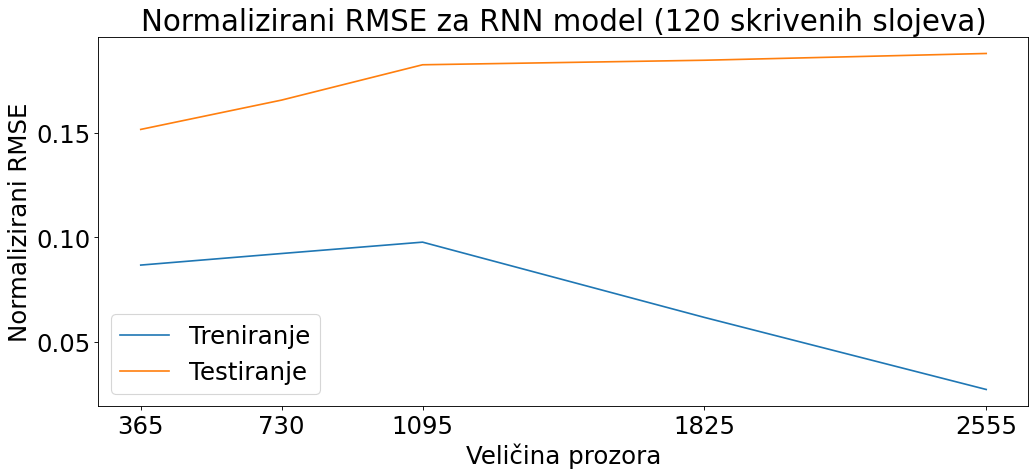 Normalizirani RMSE za RNN model (120 skrivenih slojeva)
Normalizirani RMSE
0.15
0.10
0.05
Treniranje
Testiranje
365 730 1095 1825 2555
Veličina prozora